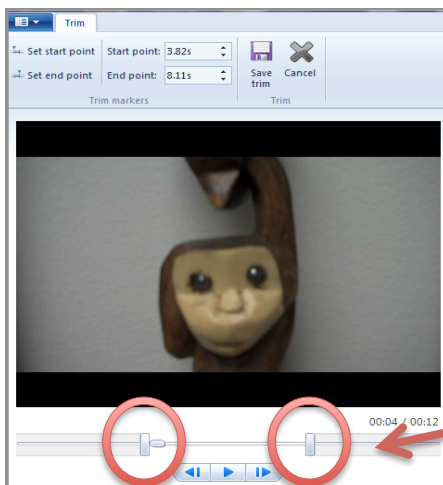 Trim
Set start point Start point: 3.82s
Set end point End point: 8.11s
Save trim
Cancel
Trim markers
Trim
00:04 / 00:12